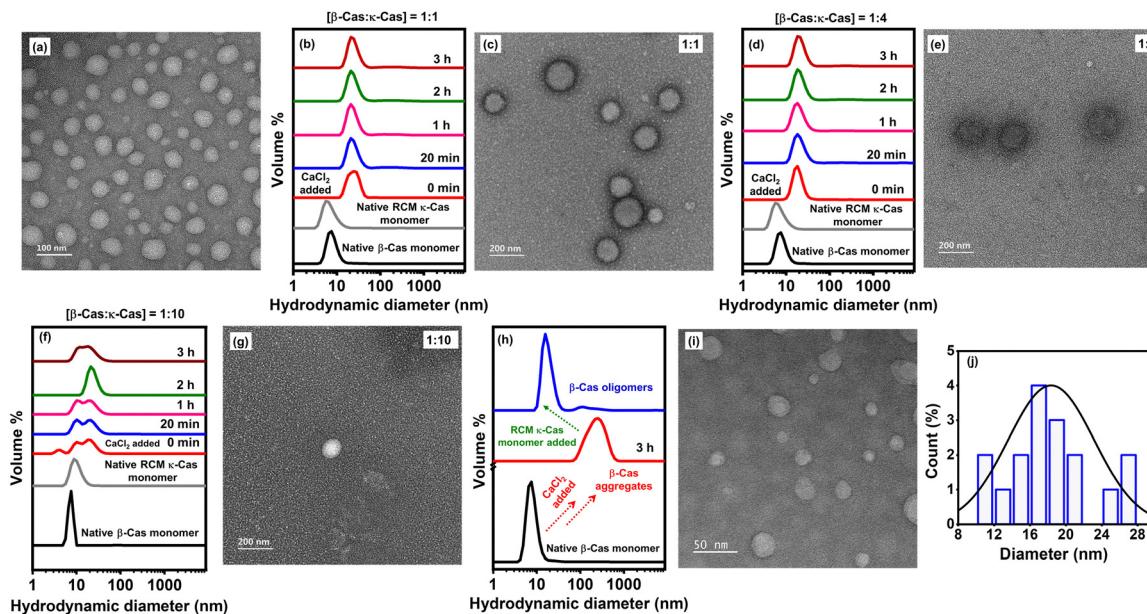 [β-Cas:κ-Cas] = 1:1
[β-Cas:κ-Cas] = 1:4
(a)
100 nm
(b)
3 h
2 h
1 h
20 min
CaCl2
added
0 min
Native RCM κ-Cas
monomer
Native β-Cas monomer
Volume %
1 10 100 1000
Hydrodynamic diameter (nm)
(c)
1:1
200 nm
(d)
3 h
2 h
1 h
20 min
CaCl2
added
0 min
Native RCM κ-Cas
monomer
Native β-Cas monomer
Volume %
1 10 100 1000
Hydrodynamic diameter (nm)
(e)
200 nm
[β-Cas:κ-Cas] = 1:10
(f)
3 h
2 h
1 h
20 min
CaCl2 added 0 min
Native RCM κ-Cas
monomer
Native β-Cas monomer
Volume %
1 10 100 1000
Hydrodynamic diameter (nm)
(g)
1:10
200 nm
(h)
β-Cas oligomers
RCM κ-Cas
monomer added
3 h
CaCl2
added
β-Cas
aggregates
Native β-Cas monomer
Volume %
1 10 100 1000
Hydrodynamic diameter (nm)
(i)
50 nm
(j)
Count (%)
5
4
3
2
1
0
8 12 16 20 24 28
Diameter (nm)